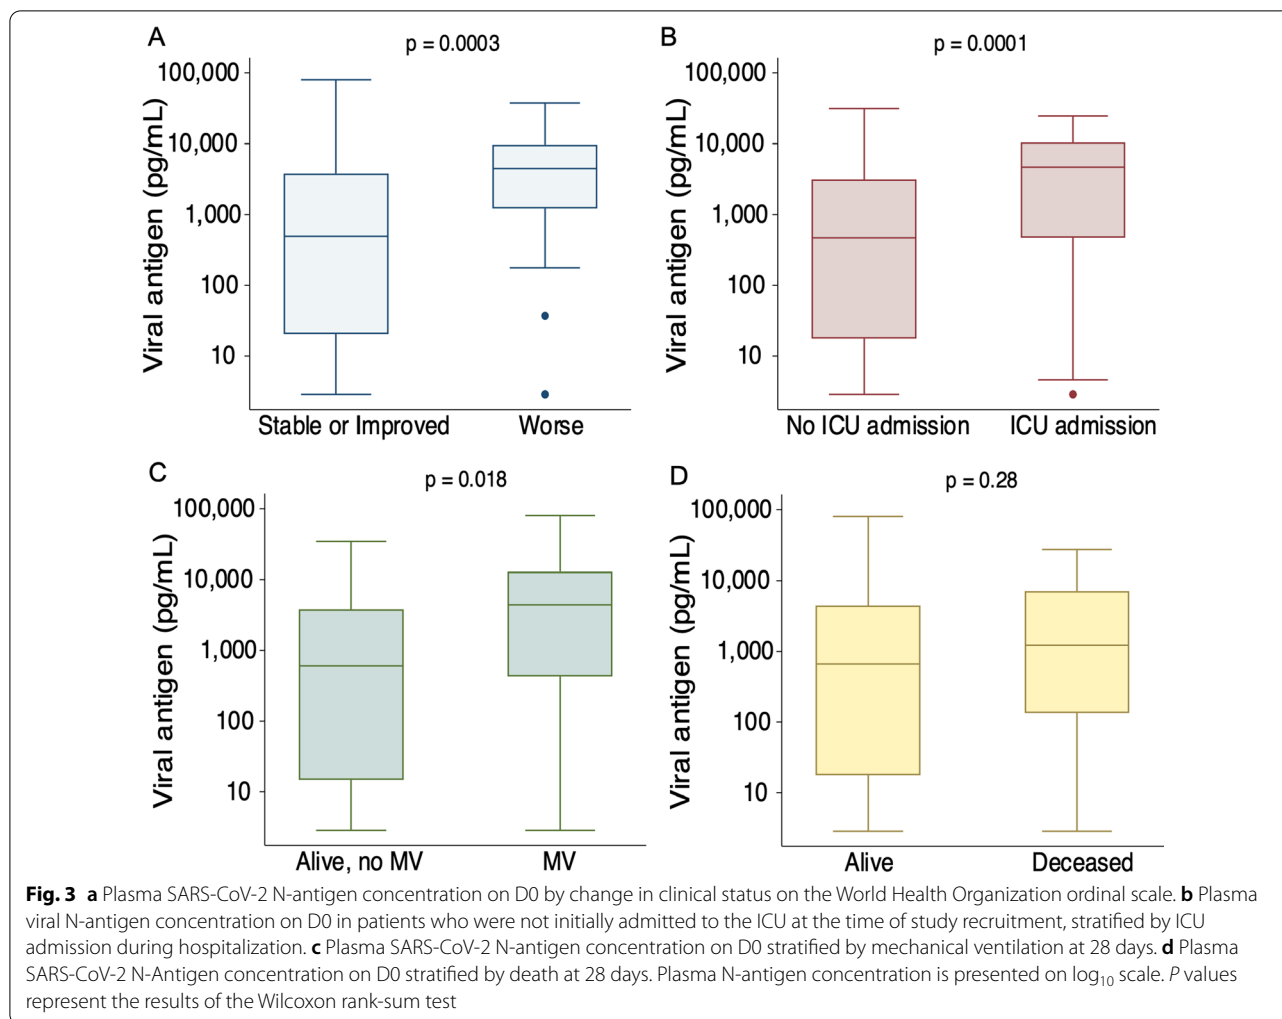 A
p = 0.0003
Viral antigen (pg/mL)
100,000
10,000
1,000
100
10
Stable or Improved Worse
B
p = 0.0001
Viral antigen (pg/mL)
100,000
10,000
1,000
100
10
No ICU admission ICU admission
C
p = 0.018
Viral antigen (pg/mL)
100,000
10,000
1,000
100
10
Alive, no MV MV
D
p = 0.28
Viral antigen (pg/mL)
100,000
10,000
1,000
100
10
Alive Deceased
Fig. 3 a Plasma SARS-CoV-2 N-antigen concentration on D0 by change in clinical status on the World Health Organization ordinal scale. b Plasma
viral N-antigen concentration on D0 in patients who were not initially admitted to the ICU at the time of study recruitment, stratified by ICU
admission during hospitalization. c Plasma SARS-CoV-2 N-antigen concentration on D0 stratified by mechanical ventilation at 28 days. d Plasma
SARS-CoV-2 N-Antigen concentration on D0 stratified by death at 28 days. Plasma N-antigen concentration is presented on log₁₀ scale. P values
represent the results of the Wilcoxon rank-sum test